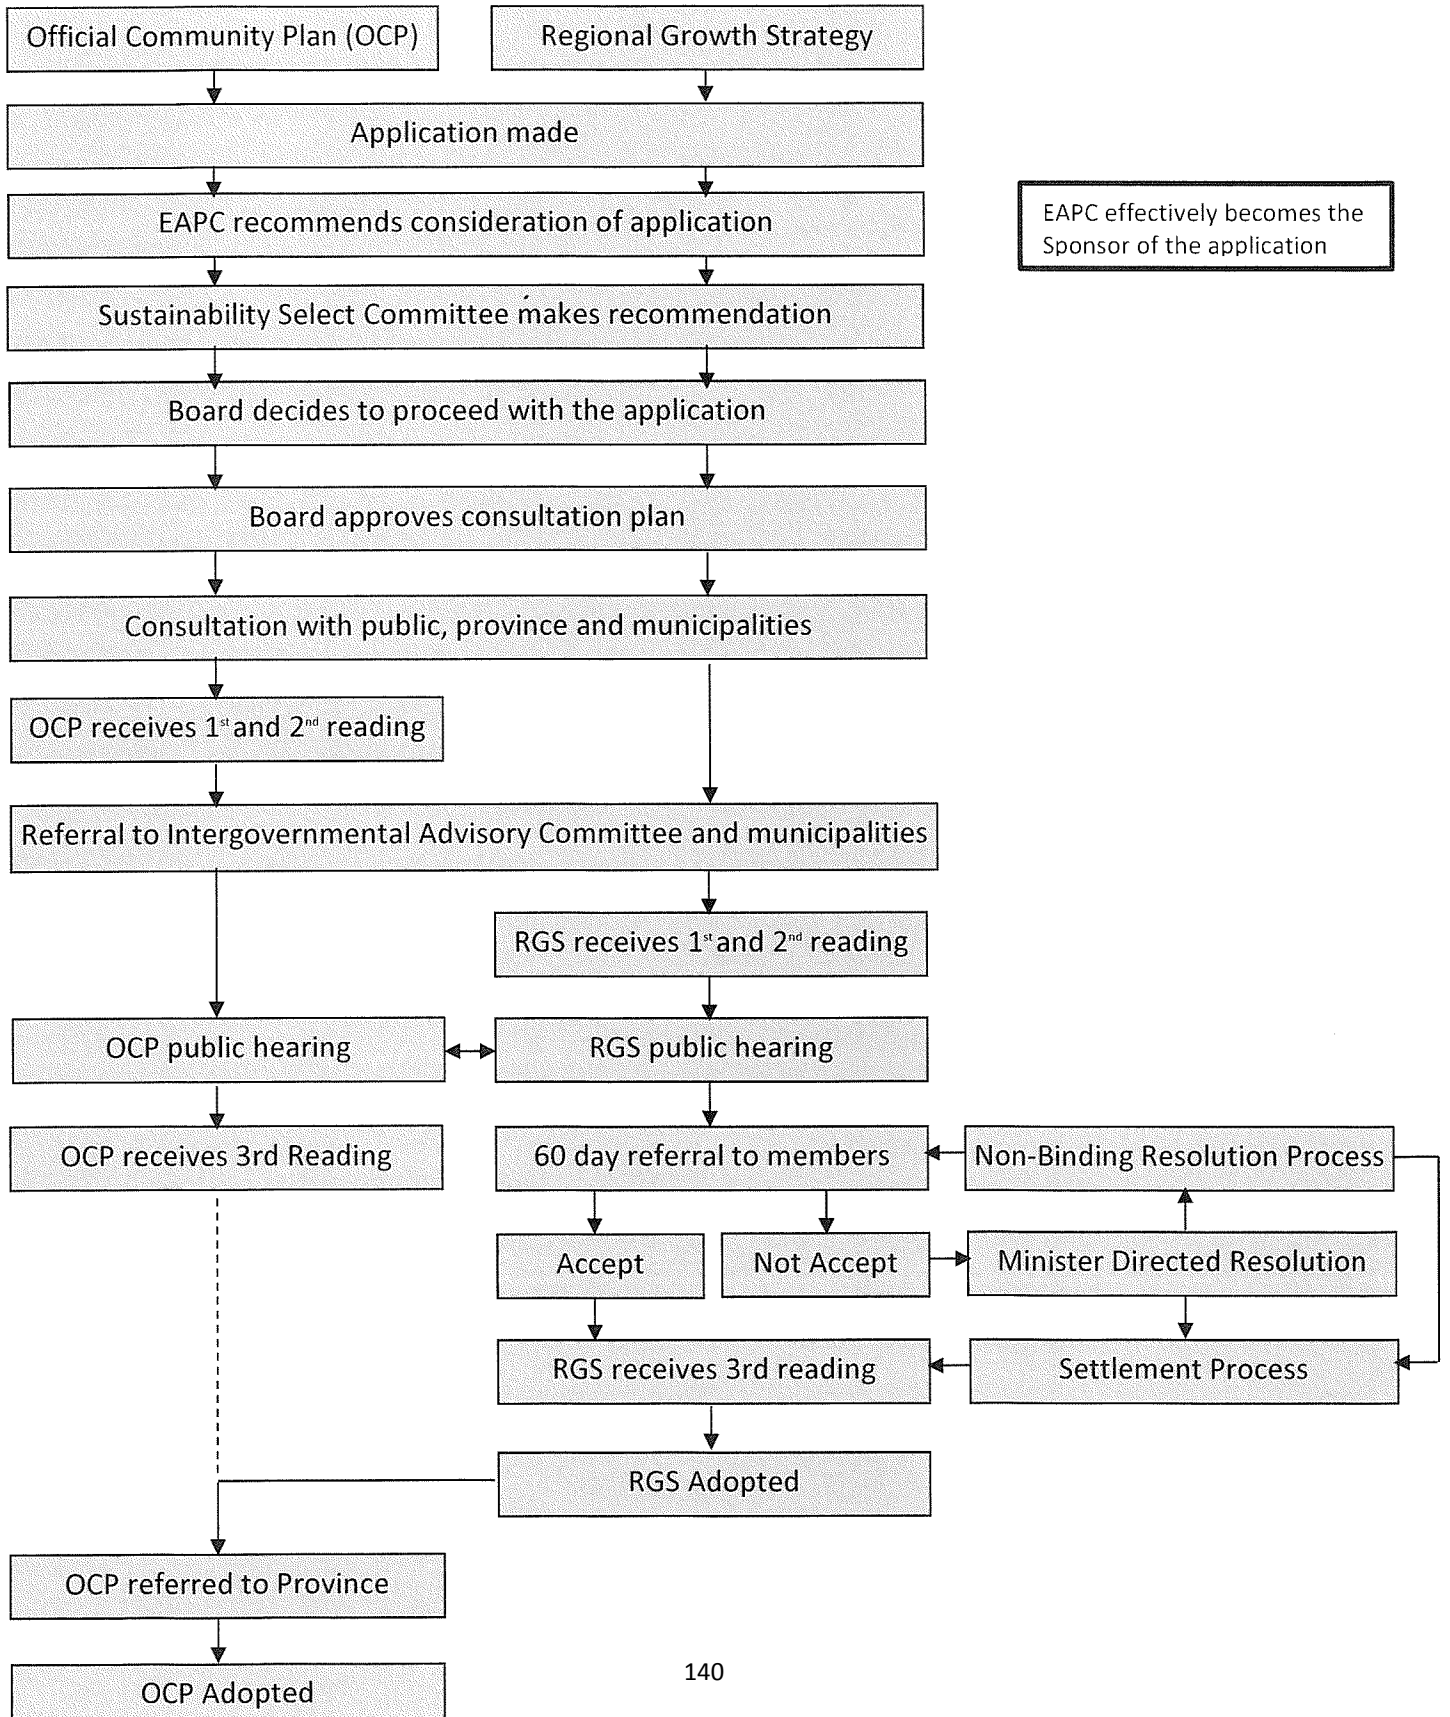 Official Community Plan (OCP)
Regional Growth Strategy
Application made
EAPC recommends consideration of application
EAPC effectively becomes the
Sponsor of the application
Sustainability Select Committee makes recommendation
Board decides to proceed with the application
Board approves consultation plan
Consultation with public, province and municipalities
OCP receives 1st and 2nd reading
Referral to Intergovernmental Advisory Committee and municipalities
RGS receives 1st and 2nd reading
OCP public hearing
RGS public hearing
OCP receives 3rd Reading
60 day referral to members
Non-Binding Resolution Process
Accept
Not Accept
Minister Directed Resolution
RGS receives 3rd reading
Settlement Process
RGS Adopted
OCP referred to Province
OCP Adopted
140